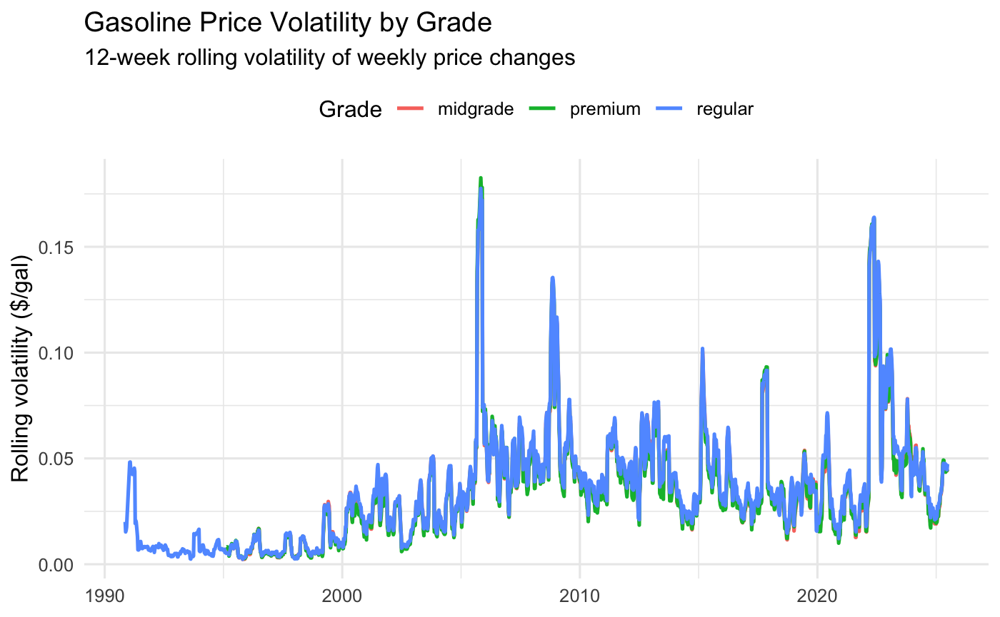 Gasoline Price Volatility by Grade
12-week rolling volatility of weekly price changes
Grade midgrade premium regular
Rolling volatility ($/gal)
0.15
0.10
0.05
0.00
1990 2000 2010 2020